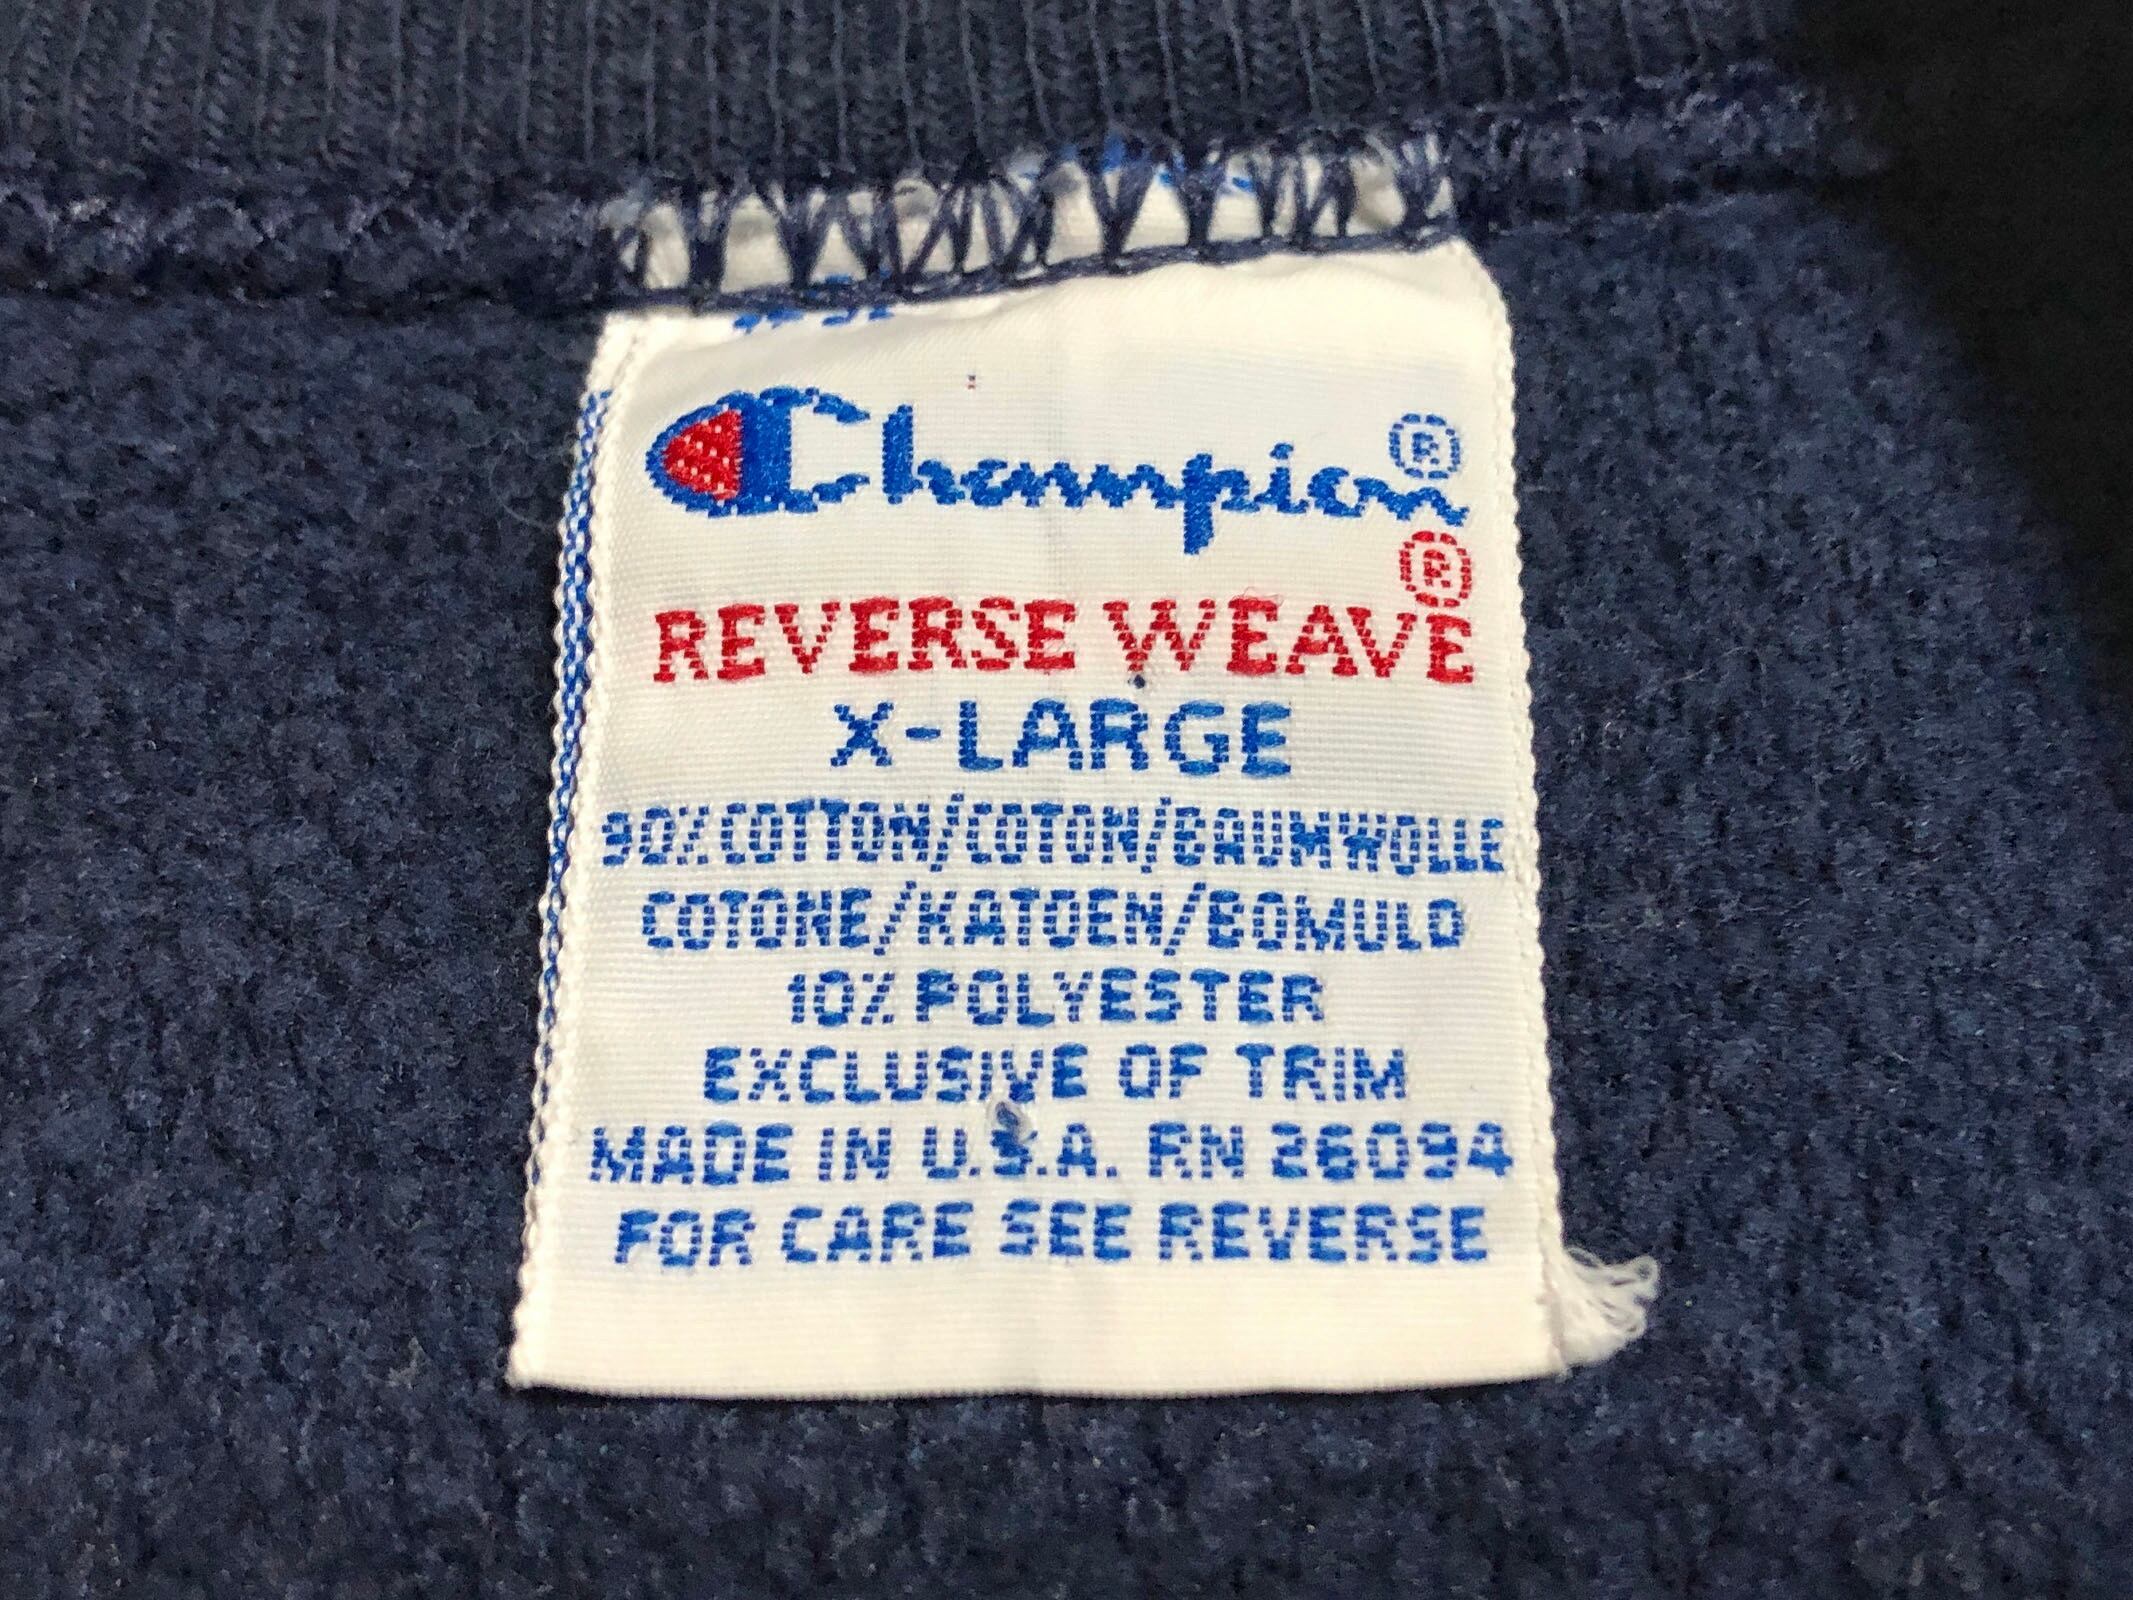 Champion®
REVERSE WEAVE®
X-LARGE
90% COTTON/COTON/BAUMWOLLE
COTONE/KATOEN/BOMULD
10% POLYESTER
EXCLUSIVE OF TRIM
MADE IN U.S.A. RN 26094
FOR CARE SEE REVERSE